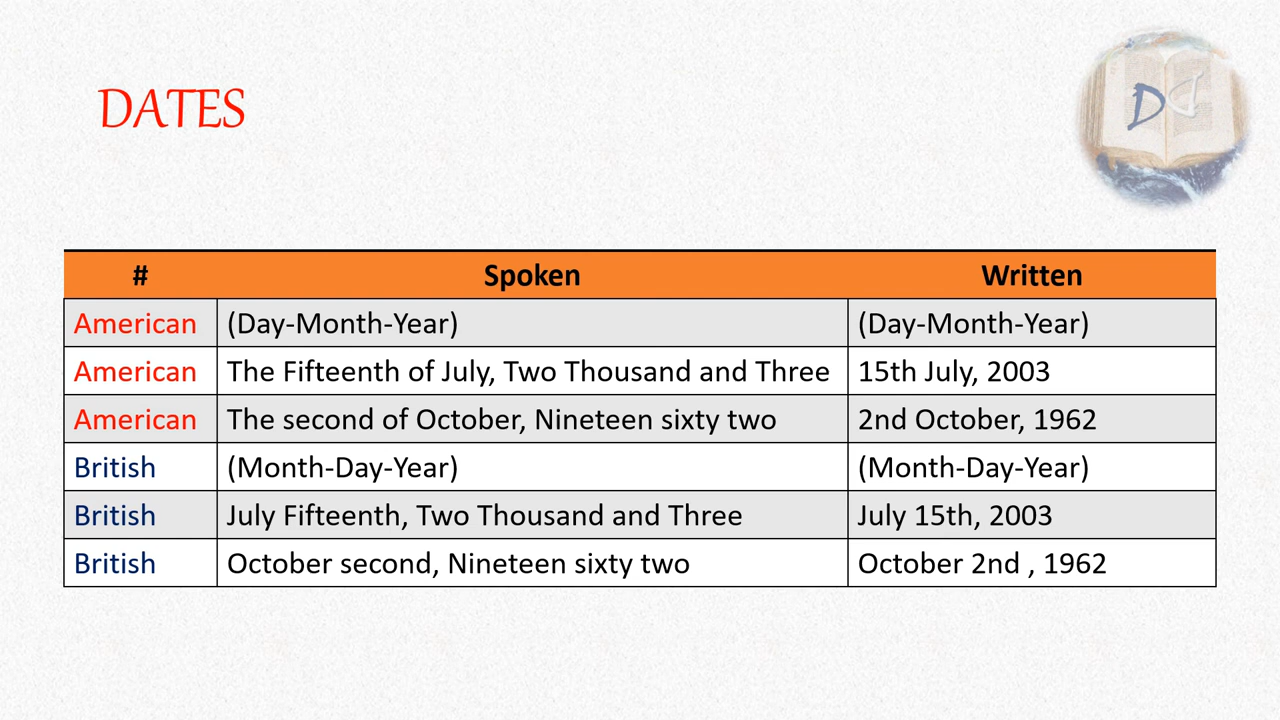 DATES
DC
# Spoken Written
American (Day-Month-Year) (Day-Month-Year)
American The Fifteenth of July, Two Thousand and Three 15th July, 2003
American The second of October, Nineteen sixty two 2nd October, 1962
British (Month-Day-Year) (Month-Day-Year)
British July Fifteenth, Two Thousand and Three July 15th, 2003
British October second, Nineteen sixty two October 2nd , 1962